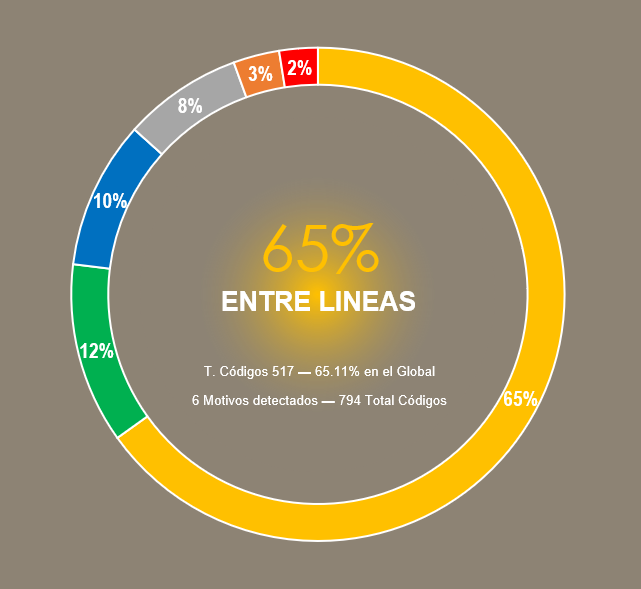 2%
3%
8%
10%
65%
ENTRE LINEAS
12%
T. Códigos 517 — 65.11% en el Global
65%
6 Motivos detectados — 794 Total Códigos